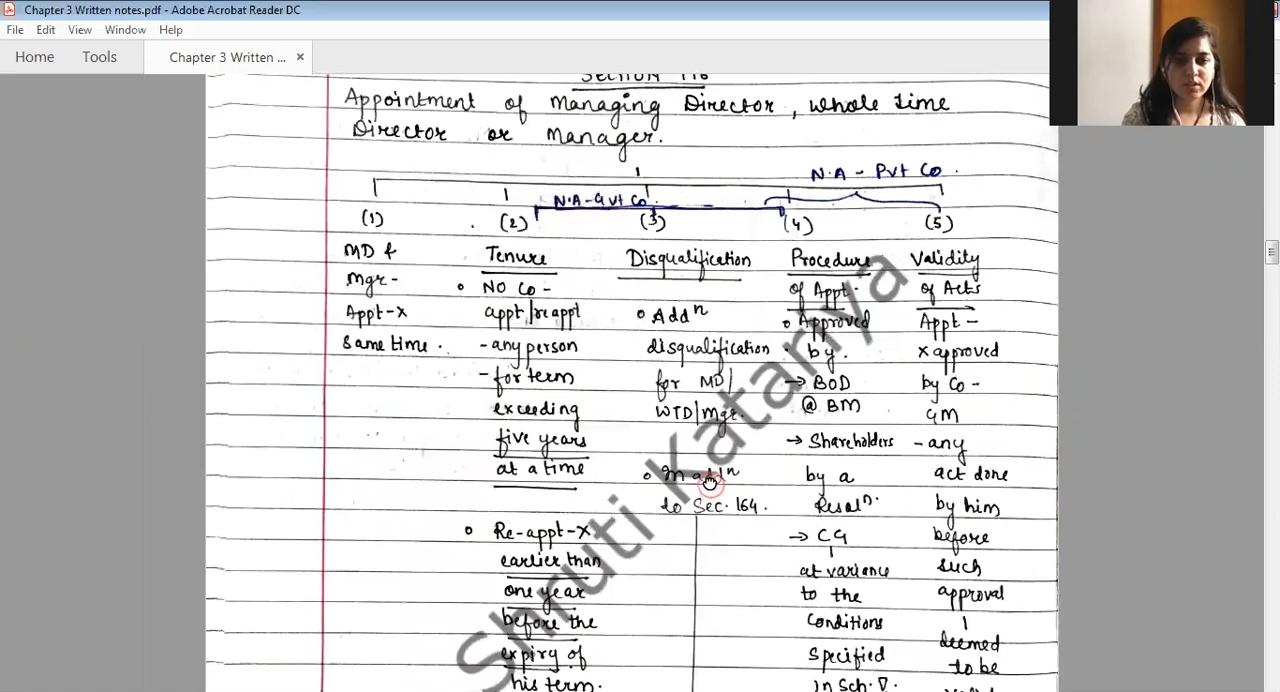 Chapter 3 Written notes.pdf - Adobe Acrobat Reader DC
File Edit View Window Help
Home Tools Chapter 3 Written ... ×
Appointment of Managing Director, whole time
Director or Manager.
N.A - Pvt Co.
N.A-Gvt Co
(1) (2) (3) (4) (5)
MD &
Mgr-
Appt-x
Same time.
Tenure
NO Co-
appt/reappt
- any person
- for term
exceeding
five years
at a time
Re-appt-x
earlier than
one year
before the
expiry of
his term.
Disqualification
Addn
disqualification
for MD/
WTD/Mgr.
to Sec. 164.
Procedure
of Appt-
Approved
by
→ BOD
@ BM
→ Shareholders
by a
Resoln.
→ CG
at variance
to the
Conditions
Specified
in Sch. V.
Validity
of Acts
Appt-
x approved
by Co-
GM
- any
act done
by him
before
such
approval
deemed
to be
Shruti Katariya